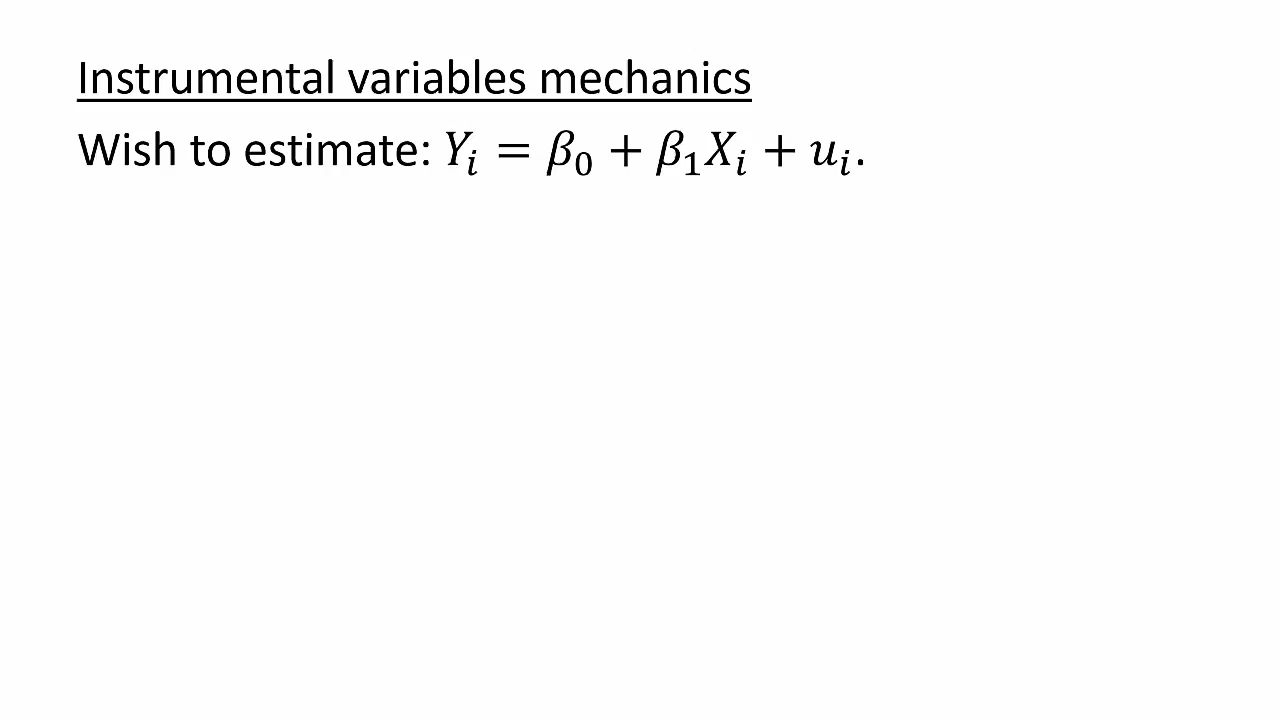 Instrumental variables mechanics
Wish to estimate: 𝑌ᵢ = 𝛽₀ + 𝛽₁𝑋ᵢ + 𝑢ᵢ.